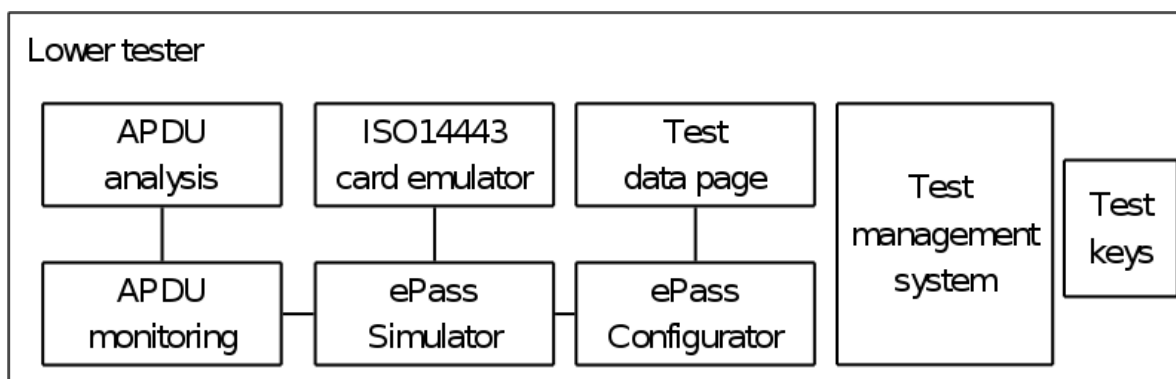 Lower tester
APDU
analysis
ISO14443
card emulator
Test
data page
Test
management
system
Test
keys
APDU
monitoring
ePass
Simulator
ePass
Configurator